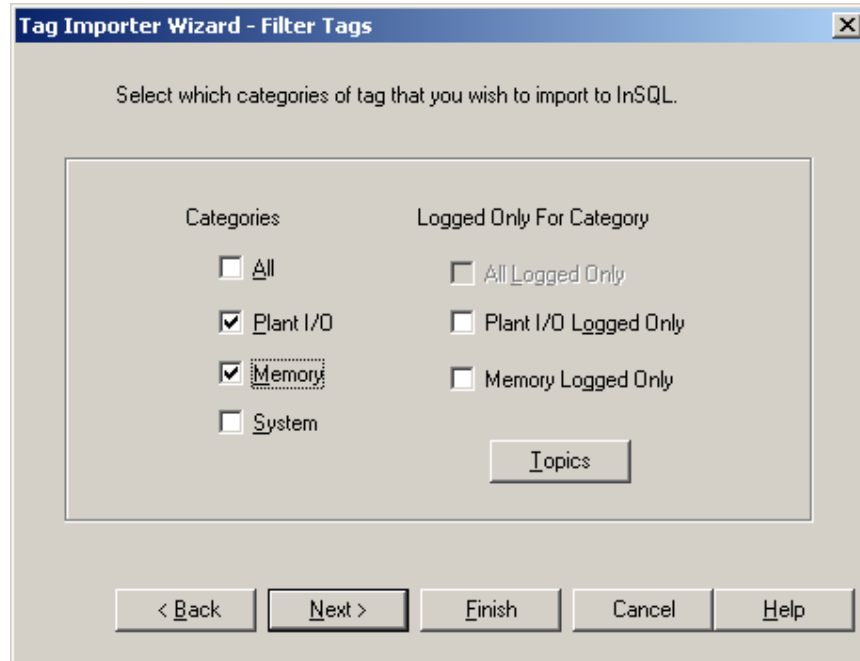 Tag Importer Wizard - Filter Tags
Select which categories of tag that you wish to import to InSQL.
Categories
Logged Only For Category
All
All Logged Only
Plant I/O
Plant I/O Logged Only
Memory
Memory Logged Only
System
Topics
< Back
Next >
Finish
Cancel
Help